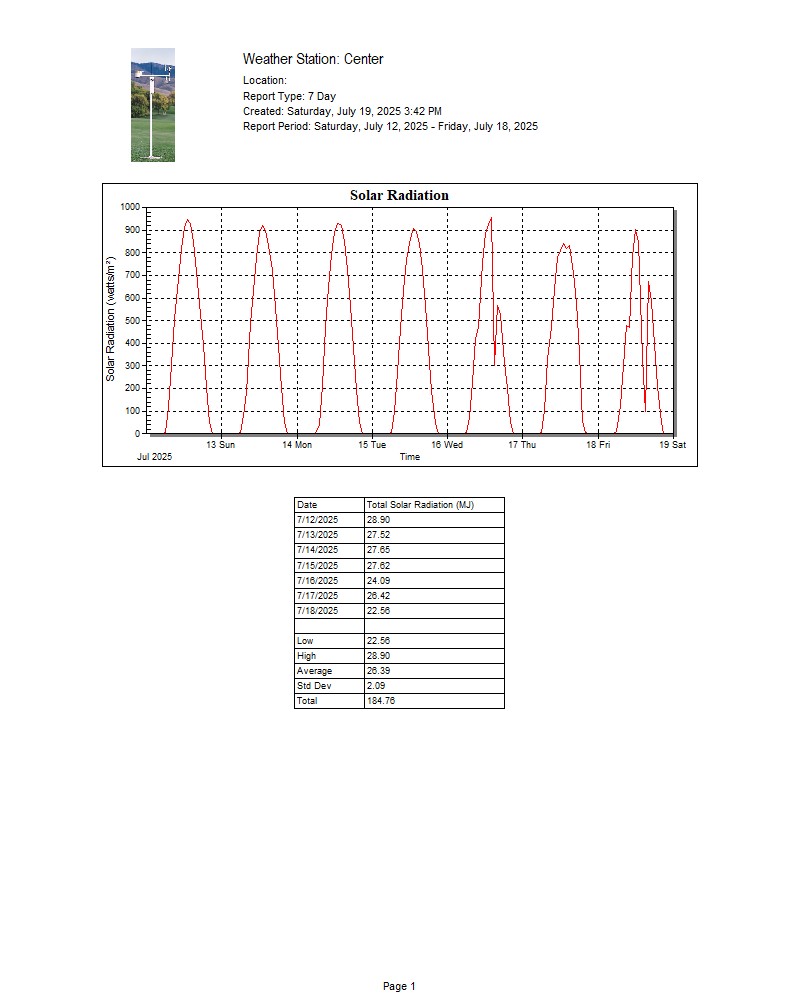 Weather Station: Center
Location:
Report Type: 7 Day
Created: Saturday, July 19, 2025 3:42 PM
Report Period: Saturday, July 12, 2025 - Friday, July 18, 2025
Solar Radiation
Solar Radiation (watts/m²)
1000
900
800
700
600
500
400
300
200
100
0
13 Sun 14 Mon 15 Tue 16 Wed 17 Thu 18 Fri 19 Sat
Jul 2025 Time
Date Total Solar Radiation (MJ)
7/12/2025 28.90
7/13/2025 27.52
7/14/2025 27.65
7/15/2025 27.62
7/16/2025 24.09
7/17/2025 26.42
7/18/2025 22.56
Low 22.56
High 28.90
Average 26.39
Std Dev 2.09
Total 184.76
Page 1